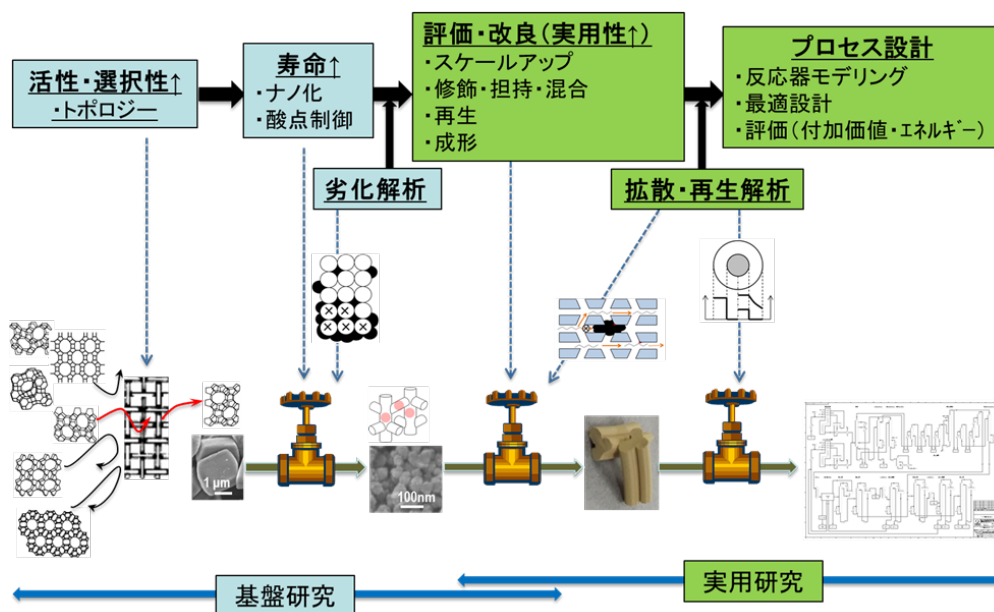 活性・選択性↑
・トポロジー
寿命↑
・ナノ化
・酸点制御
評価・改良（実用性↑）
・スケールアップ
・修飾・担持・混合
・再生
・成形
プロセス設計
・反応器モデリング
・最適設計
・評価（付加価値・エネルギー）
劣化解析
拡散・再生解析
1 μm
100nm
基盤研究
実用研究